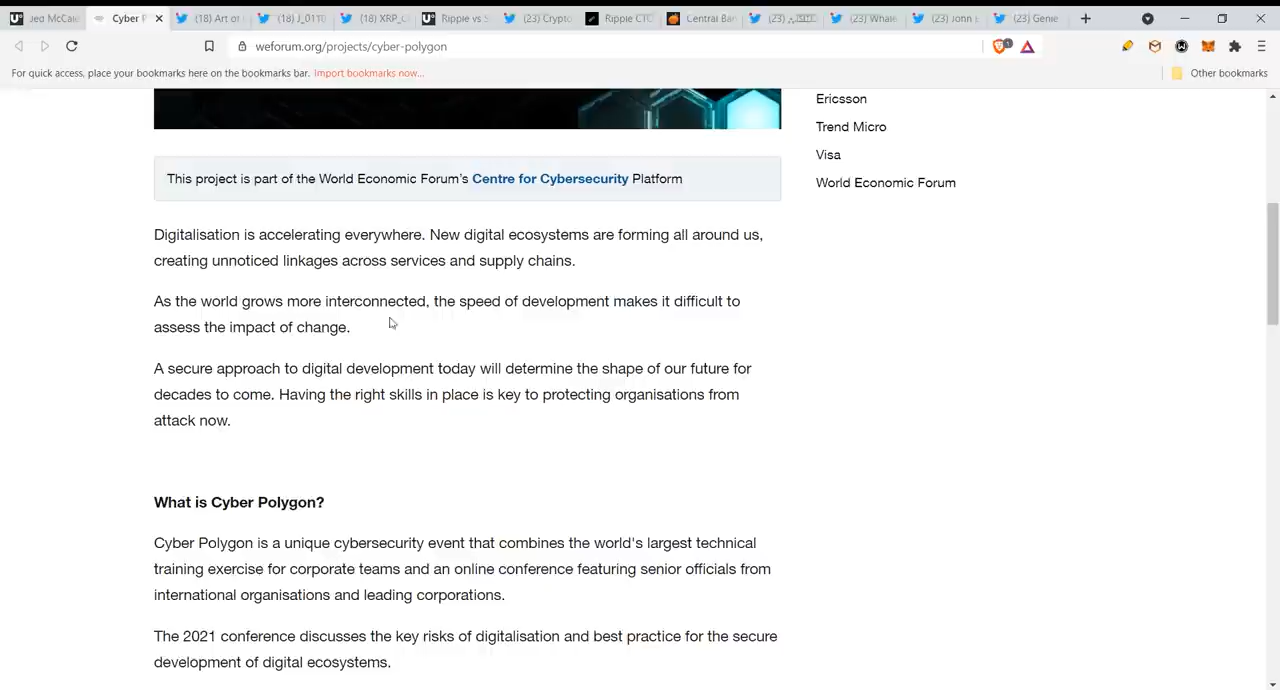 Jed McCal
Cyber P
(18) Art or
(18) J_0110
(18) XRP_C
Ripple vs S
(23) Crypto
Ripple CTO
Central Ban
(23)
(23) Whale
(23) John E
(23) Genie
weforum.org/projects/cyber-polygon
1
For quick access, place your bookmarks here on the bookmarks bar. Import bookmarks now...
Other bookmarks
Ericsson
Trend Micro
Visa
World Economic Forum
This project is part of the World Economic Forum's Centre for Cybersecurity Platform
Digitalisation is accelerating everywhere. New digital ecosystems are forming all around us,
creating unnoticed linkages across services and supply chains.
As the world grows more interconnected, the speed of development makes it difficult to
assess the impact of change.
A secure approach to digital development today will determine the shape of our future for
decades to come. Having the right skills in place is key to protecting organisations from
attack now.
What is Cyber Polygon?
Cyber Polygon is a unique cybersecurity event that combines the world's largest technical
training exercise for corporate teams and an online conference featuring senior officials from
international organisations and leading corporations.
The 2021 conference discusses the key risks of digitalisation and best practice for the secure
development of digital ecosystems.